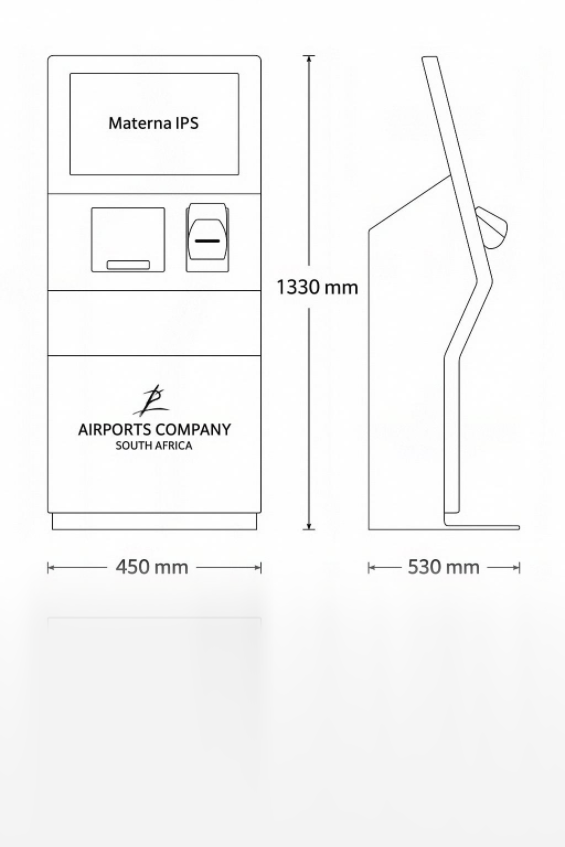 Materna IPS
1330 mm
AIRPORTS COMPANY
SOUTH AFRICA
450 mm
530 mm